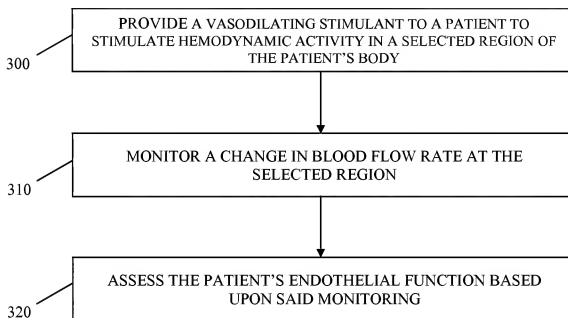 PROVIDE A VASODILATING STIMULANT TO A PATIENT TO
STIMULATE HEMODYNAMIC ACTIVITY IN A SELECTED REGION OF
THE PATIENT'S BODY
300
MONITOR A CHANGE IN BLOOD FLOW RATE AT THE
SELECTED REGION
310
ASSESS THE PATIENT'S ENDOTHELIAL FUNCTION BASED
UPON SAID MONITORING
320